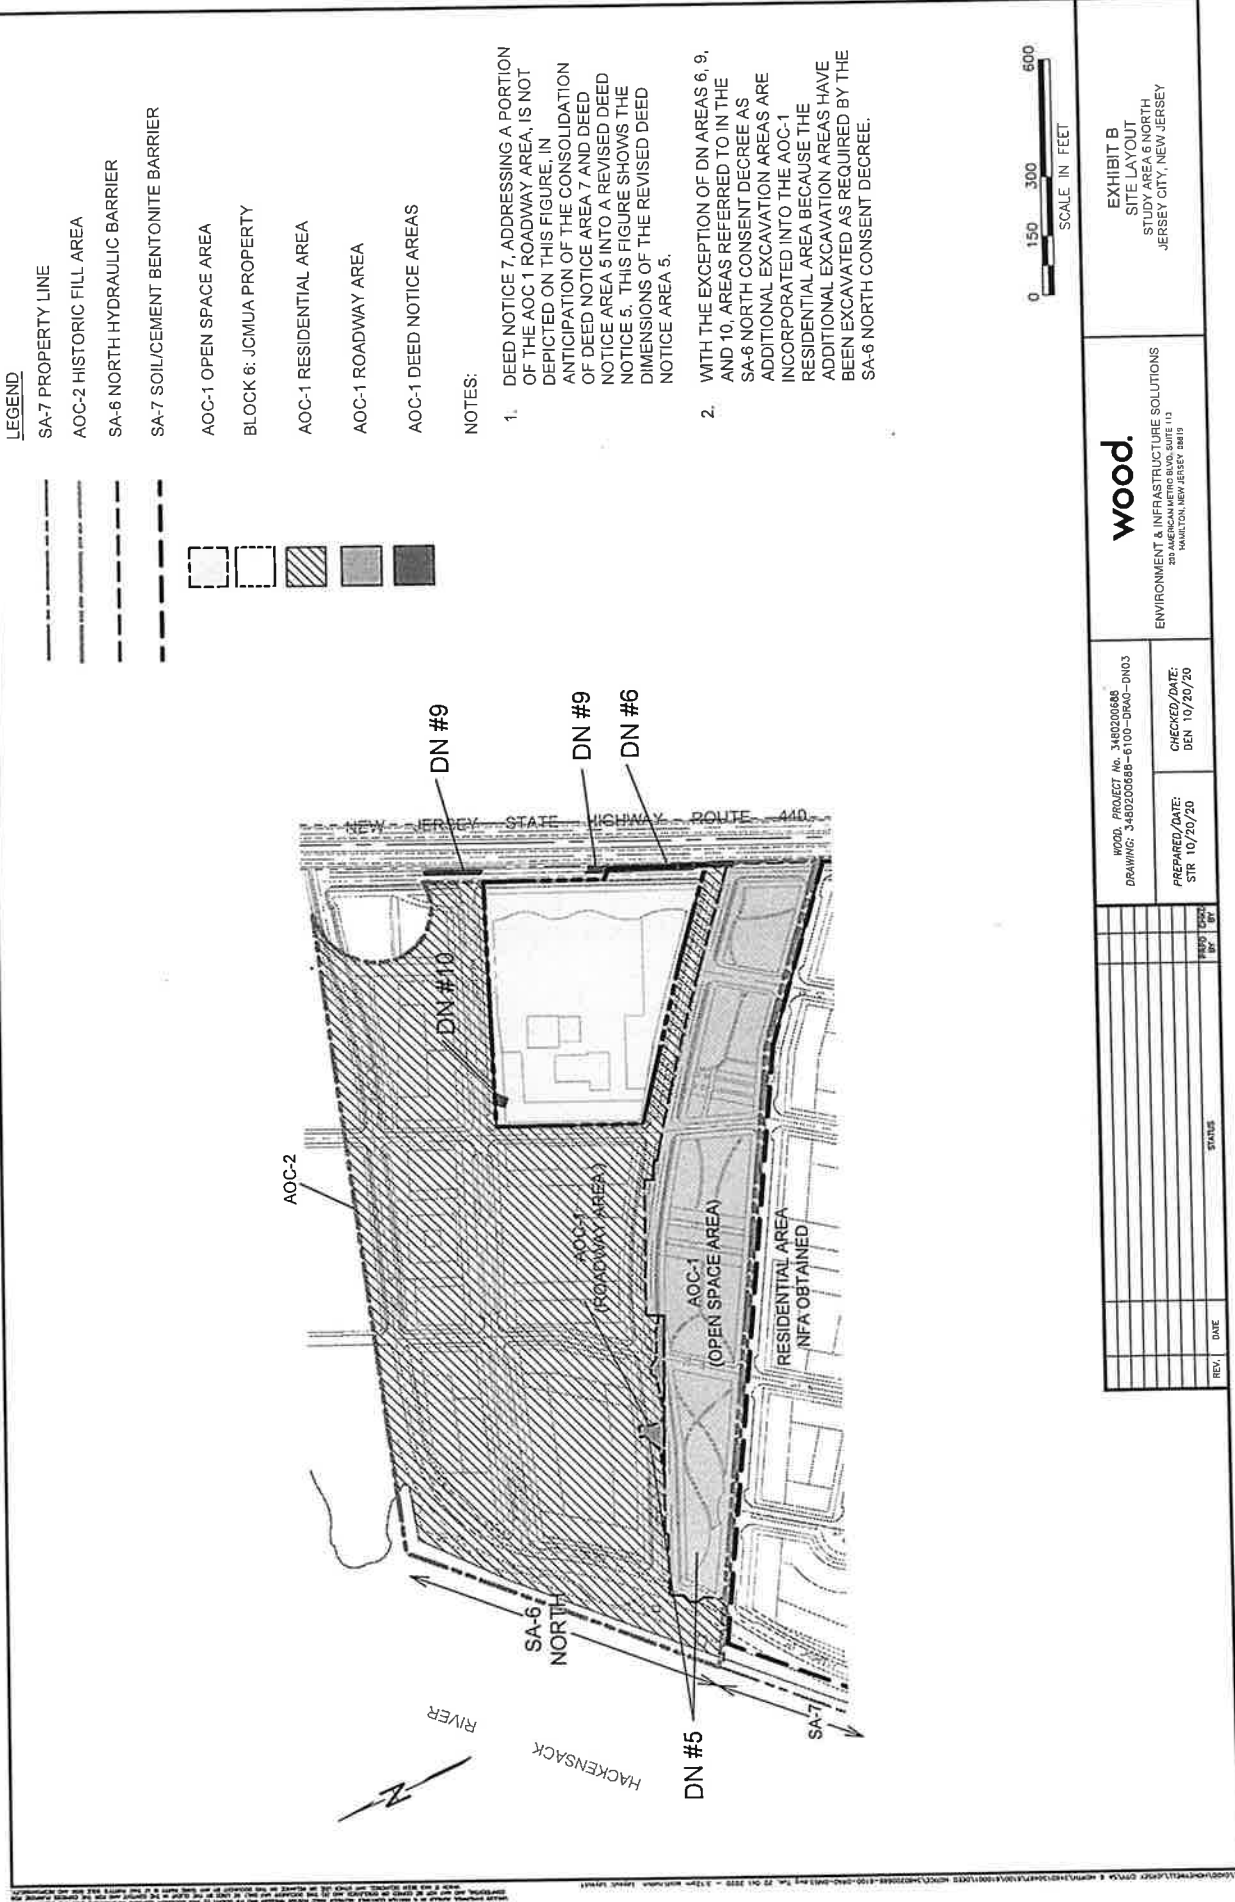 LEGEND
SA-7 PROPERTY LINE
AOC-2 HISTORIC FILL AREA
SA-6 NORTH HYDRAULIC BARRIER
SA-7 SOIL/CEMENT BENTONITE BARRIER
AOC-1 OPEN SPACE AREA
BLOCK 6: JCMUA PROPERTY
AOC-1 RESIDENTIAL AREA
AOC-1 ROADWAY AREA
AOC-1 DEED NOTICE AREAS
NOTES:
1. DEED NOTICE 7, ADDRESSING A PORTION
OF THE AOC 1 ROADWAY AREA, IS NOT
DEPICTED ON THIS FIGURE, IN
ANTICIPATION OF THE CONSOLIDATION
OF DEED NOTICE AREA 7 AND DEED
NOTICE AREA 5 INTO A REVISED DEED
NOTICE 5. THIS FIGURE SHOWS THE
DIMENSIONS OF THE REVISED DEED
NOTICE AREA 5.
2. WITH THE EXCEPTION OF DN AREAS 6, 9,
AND 10, AREAS REFERRED TO IN THE
SA-6 NORTH CONSENT DECREE AS
ADDITIONAL EXCAVATION AREAS ARE
INCORPORATED INTO THE AOC-1
RESIDENTIAL AREA BECAUSE THE
ADDITIONAL EXCAVATION AREAS HAVE
BEEN EXCAVATED AS REQUIRED BY THE
SA-6 NORTH CONSENT DECREE.
AOC-2
NEW JERSEY STATE HIGHWAY ROUTE 440
DN #9
DN #9
DN #6
DN #10
AOC-1
(ROADWAY AREA)
AOC-1
(OPEN SPACE AREA)
RESIDENTIAL AREA
NFA OBTAINED
SA-6
NORTH
SA-7
DN #5
HACKENSACK
RIVER
N
0 150 300 600
SCALE IN FEET
REV. DATE STATUS PREP'D BY CHK'D BY
WOOD. PROJECT No. 3480200688
DRAWING: 3480200688-6100-DRAO-DN03
PREPARED/DATE:
STR 10/20/20
CHECKED/DATE:
DEN 10/20/20
wood.
ENVIRONMENT & INFRASTRUCTURE SOLUTIONS
200 AMERICAN METRO BLVD, SUITE 113
HAMILTON, NEW JERSEY 08619
EXHIBIT B
SITE LAYOUT
STUDY AREA 6 NORTH
JERSEY CITY, NEW JERSEY